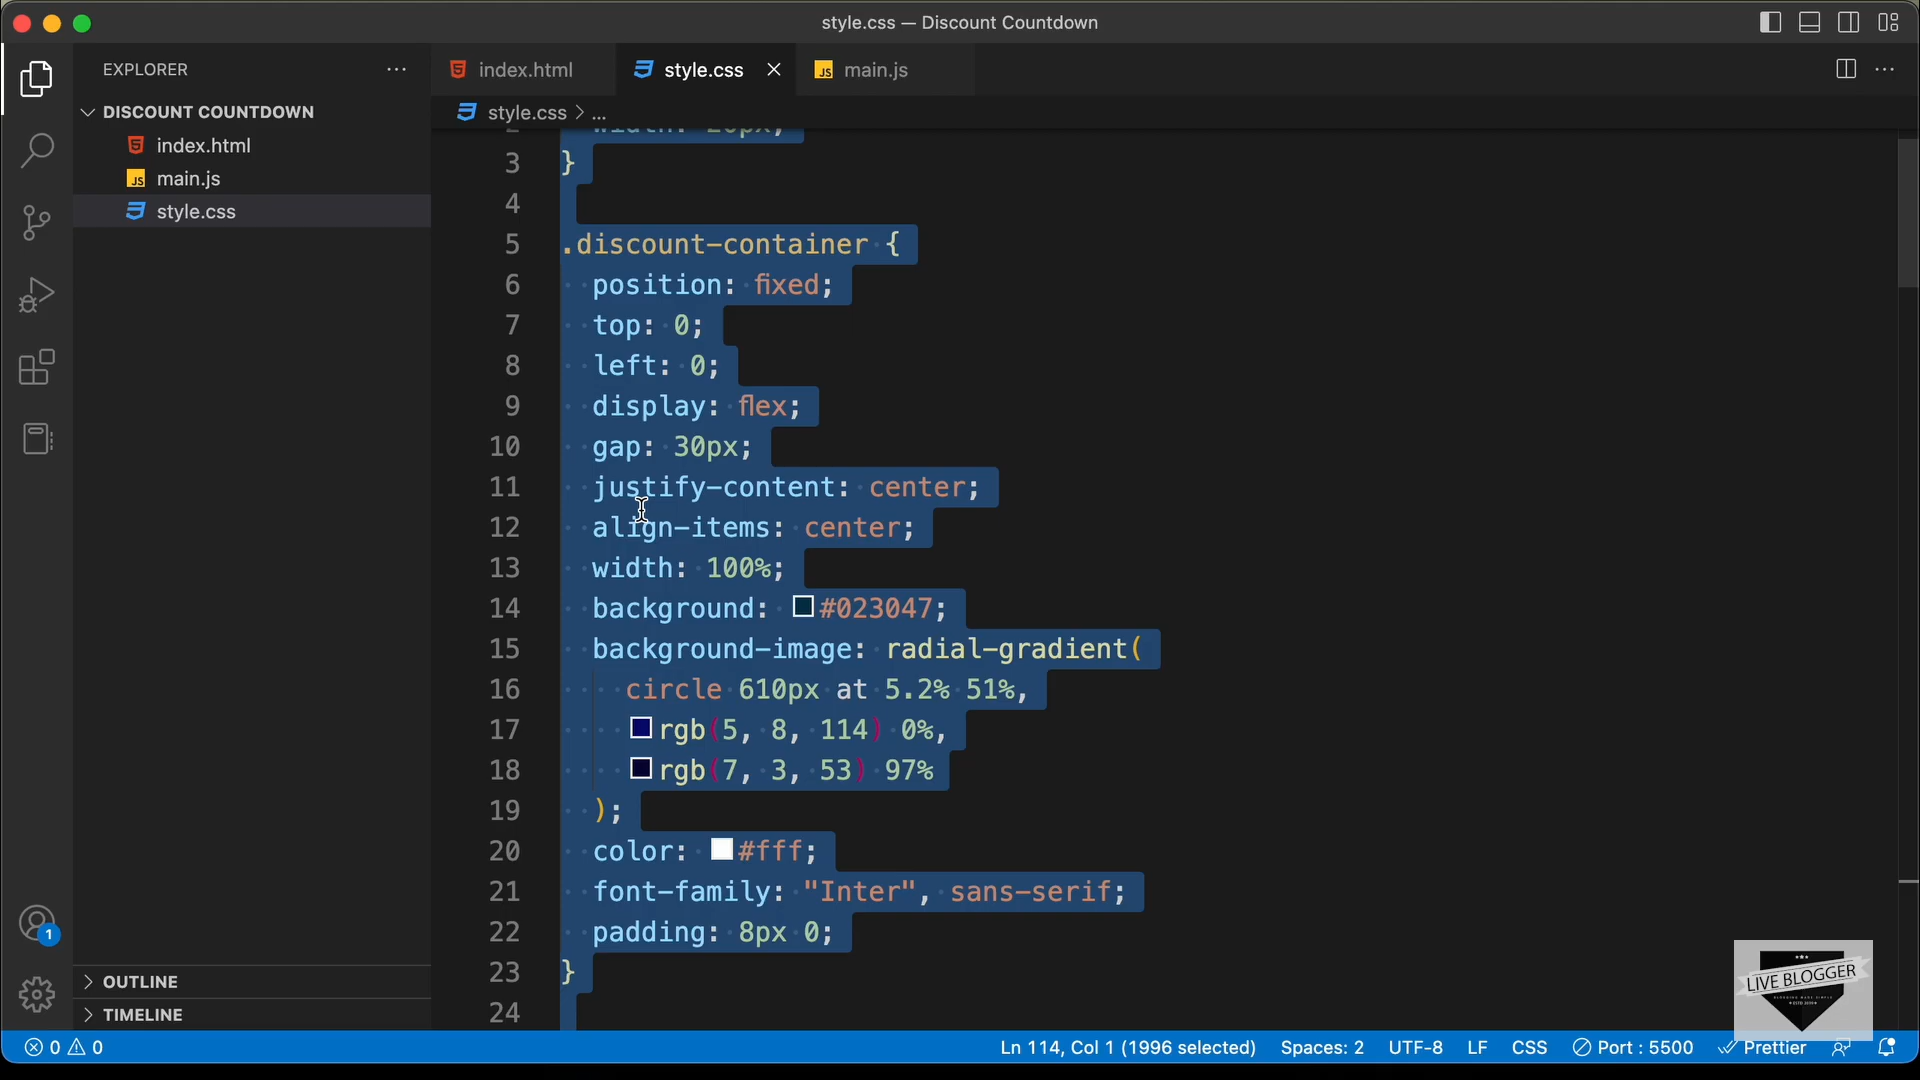 style.css — Discount Countdown
EXPLORER
index.html
style.css
main.js
DISCOUNT COUNTDOWN
index.html
main.js
style.css
style.css > ...
2 width: 20px;
3 }
4
5 .discount-container {
6 position: fixed;
7 top: 0;
8 left: 0;
9 display: flex;
10 gap: 30px;
11 justify-content: center;
12 align-items: center;
13 width: 100%;
14 background: #023047;
15 background-image: radial-gradient(
16 circle 610px at 5.2% 51%,
17 rgb(5, 8, 114) 0%,
18 rgb(7, 3, 53) 97%
19 );
20 color: #fff;
21 font-family: "Inter", sans-serif;
22 padding: 8px 0;
23 }
24
1
OUTLINE
TIMELINE
LIVE BLOGGER
0 0
Ln 114, Col 1 (1996 selected)
Spaces: 2
UTF-8
LF
CSS
Port : 5500
Prettier